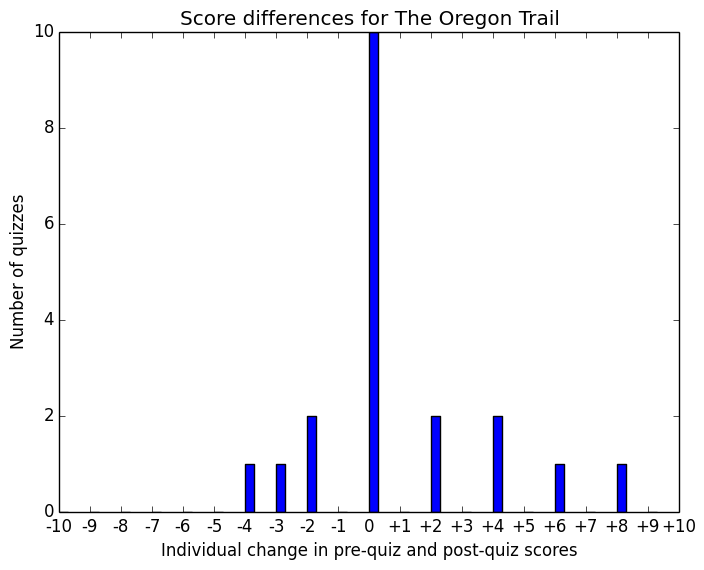 Score differences for The Oregon Trail
10
8
6
4
2
0
Number of quizzes
-10 -9 -8 -7 -6 -5 -4 -3 -2 -1 0 +1 +2 +3 +4 +5 +6 +7 +8 +9 +10
Individual change in pre-quiz and post-quiz scores